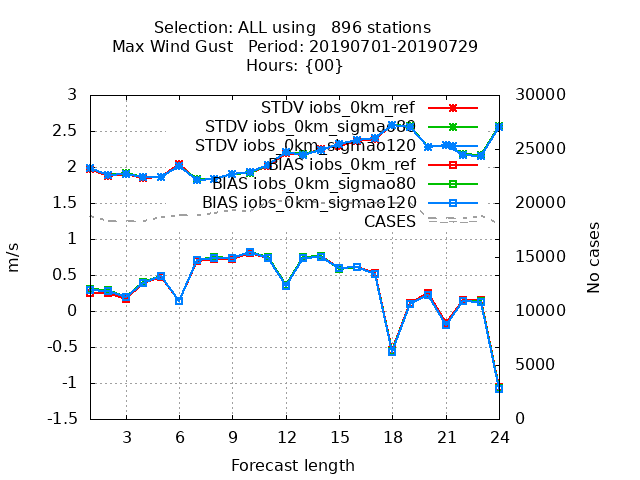 Selection: ALL using 896 stations
Max Wind Gust Period: 20190701-20190729
Hours: {00}
3
2.5
2
1.5
1
0.5
0
-0.5
-1
-1.5
30000
25000
20000
15000
10000
5000
0
STDV iobs_0km_ref
STDV iobs_0km_sigmao80
STDV iobs_0km_sigmao120
BIAS iobs_0km_ref
BIAS iobs_0km_sigmao80
BIAS iobs_0km_sigmao120
CASES
m/s
No cases
3 6 9 12 15 18 21 24
Forecast length